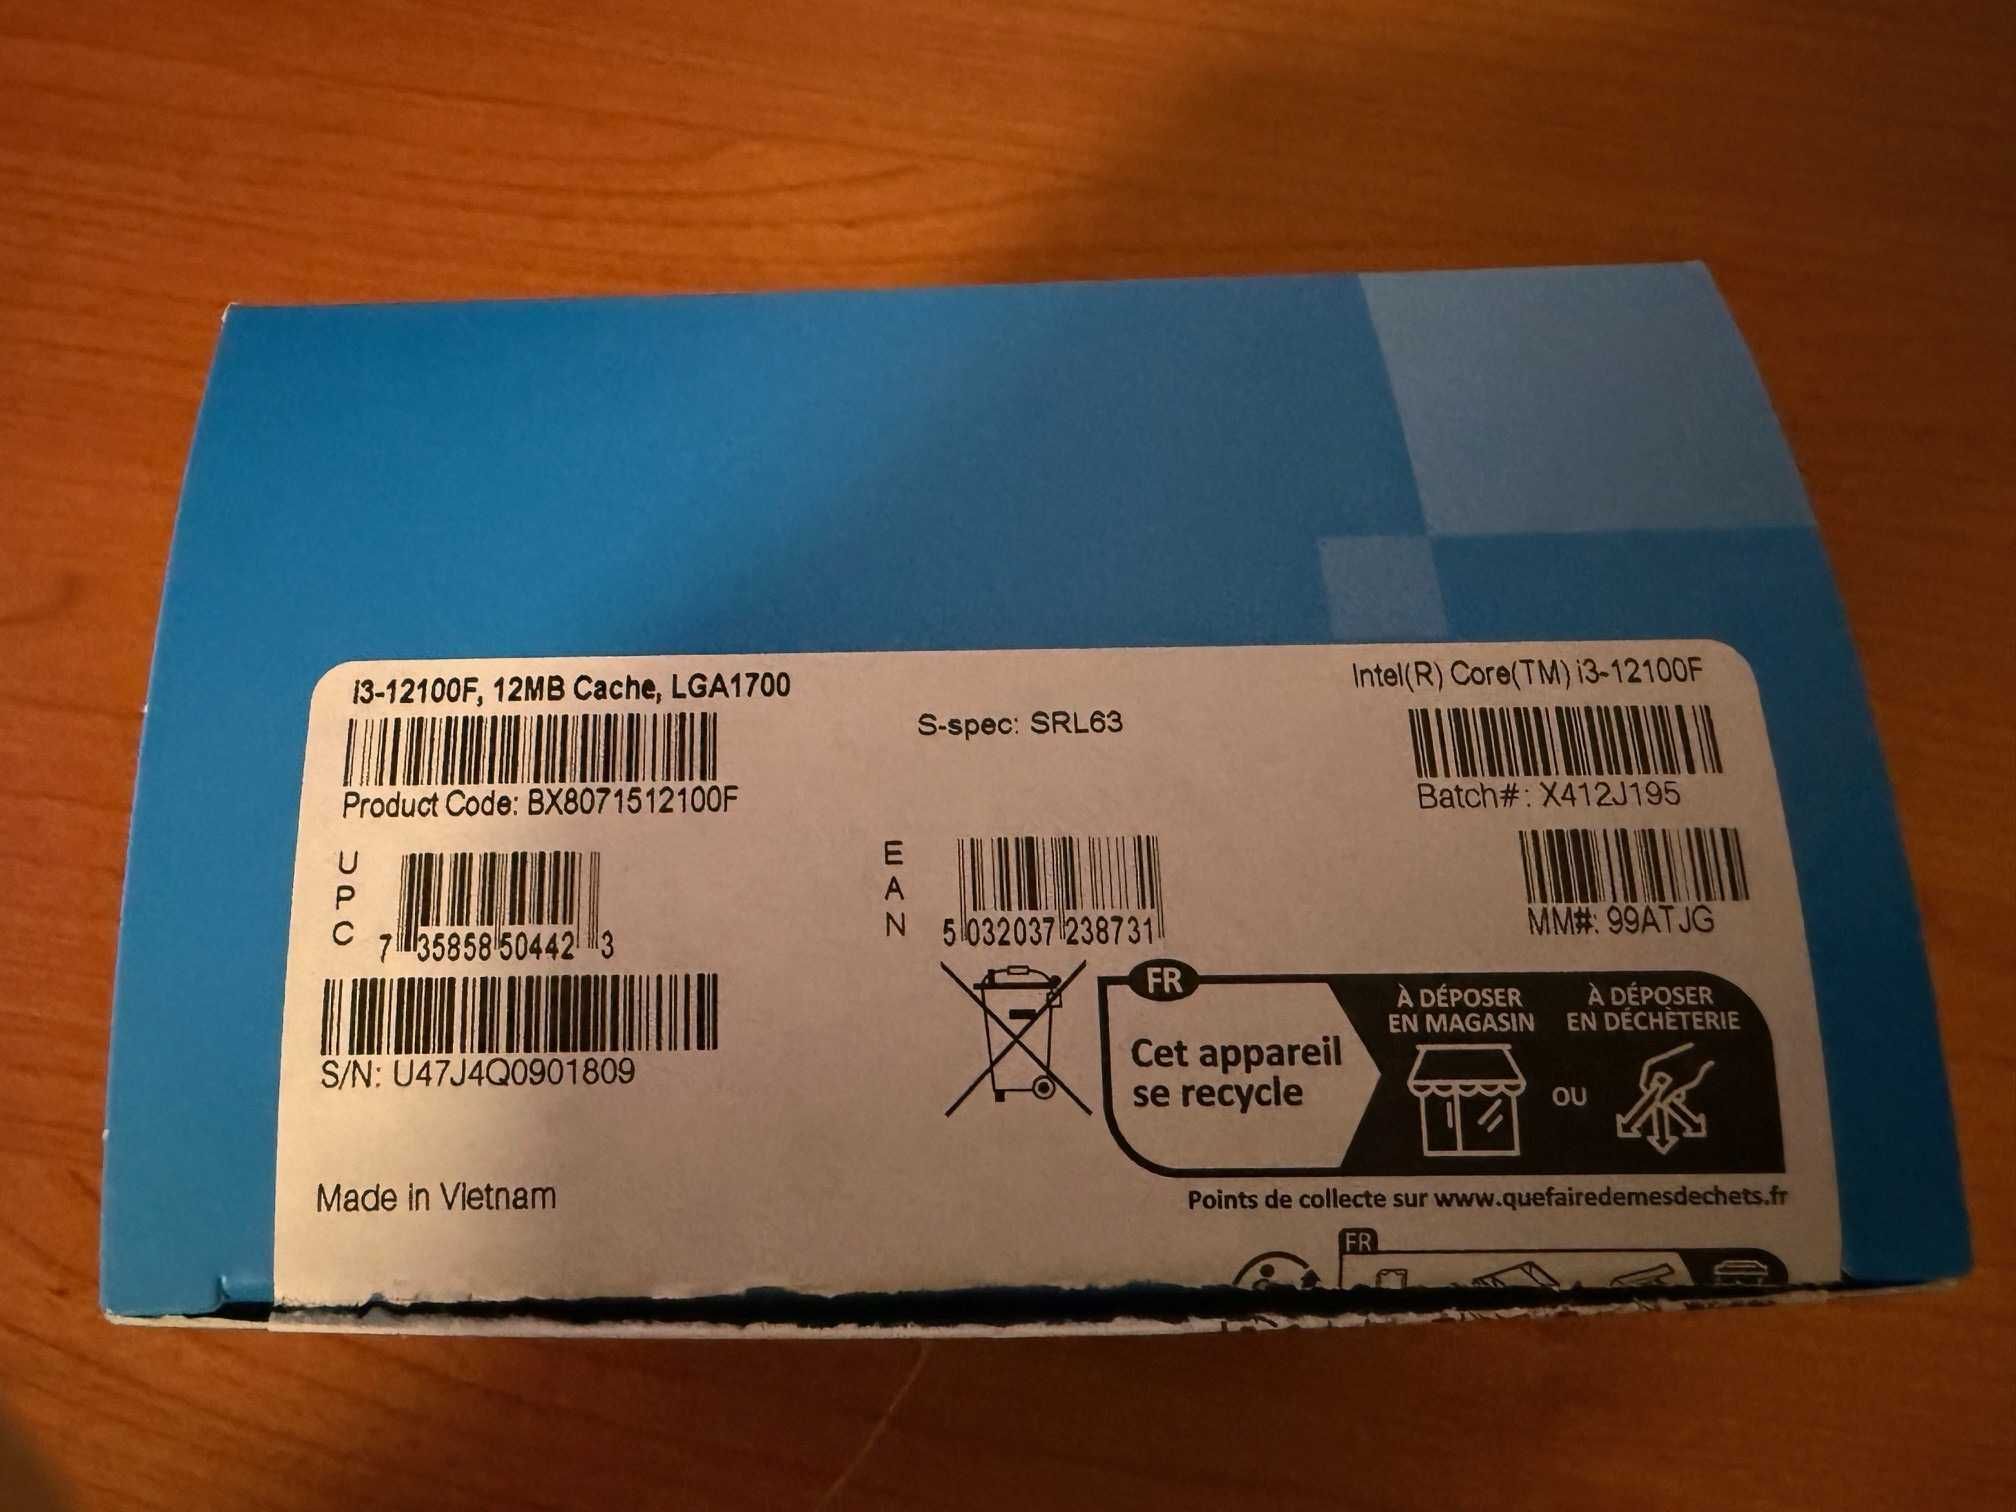 i3-12100F, 12MB Cache, LGA1700
Product Code: BX8071512100F
S-spec: SRL63
Intel(R) Core(TM) i3-12100F
Batch#: X412J195
UPC
7 35858 50442 3
EAN
5 032037 238731
MM#: 99ATJG
S/N: U47J4Q0901809
FR
Cet appareil
se recycle
À DÉPOSER
EN MAGASIN
OU
À DÉPOSER
EN DÉCHÈTERIE
Points de collecte sur www.quefairedemesdechets.fr
Made in Vietnam
FR